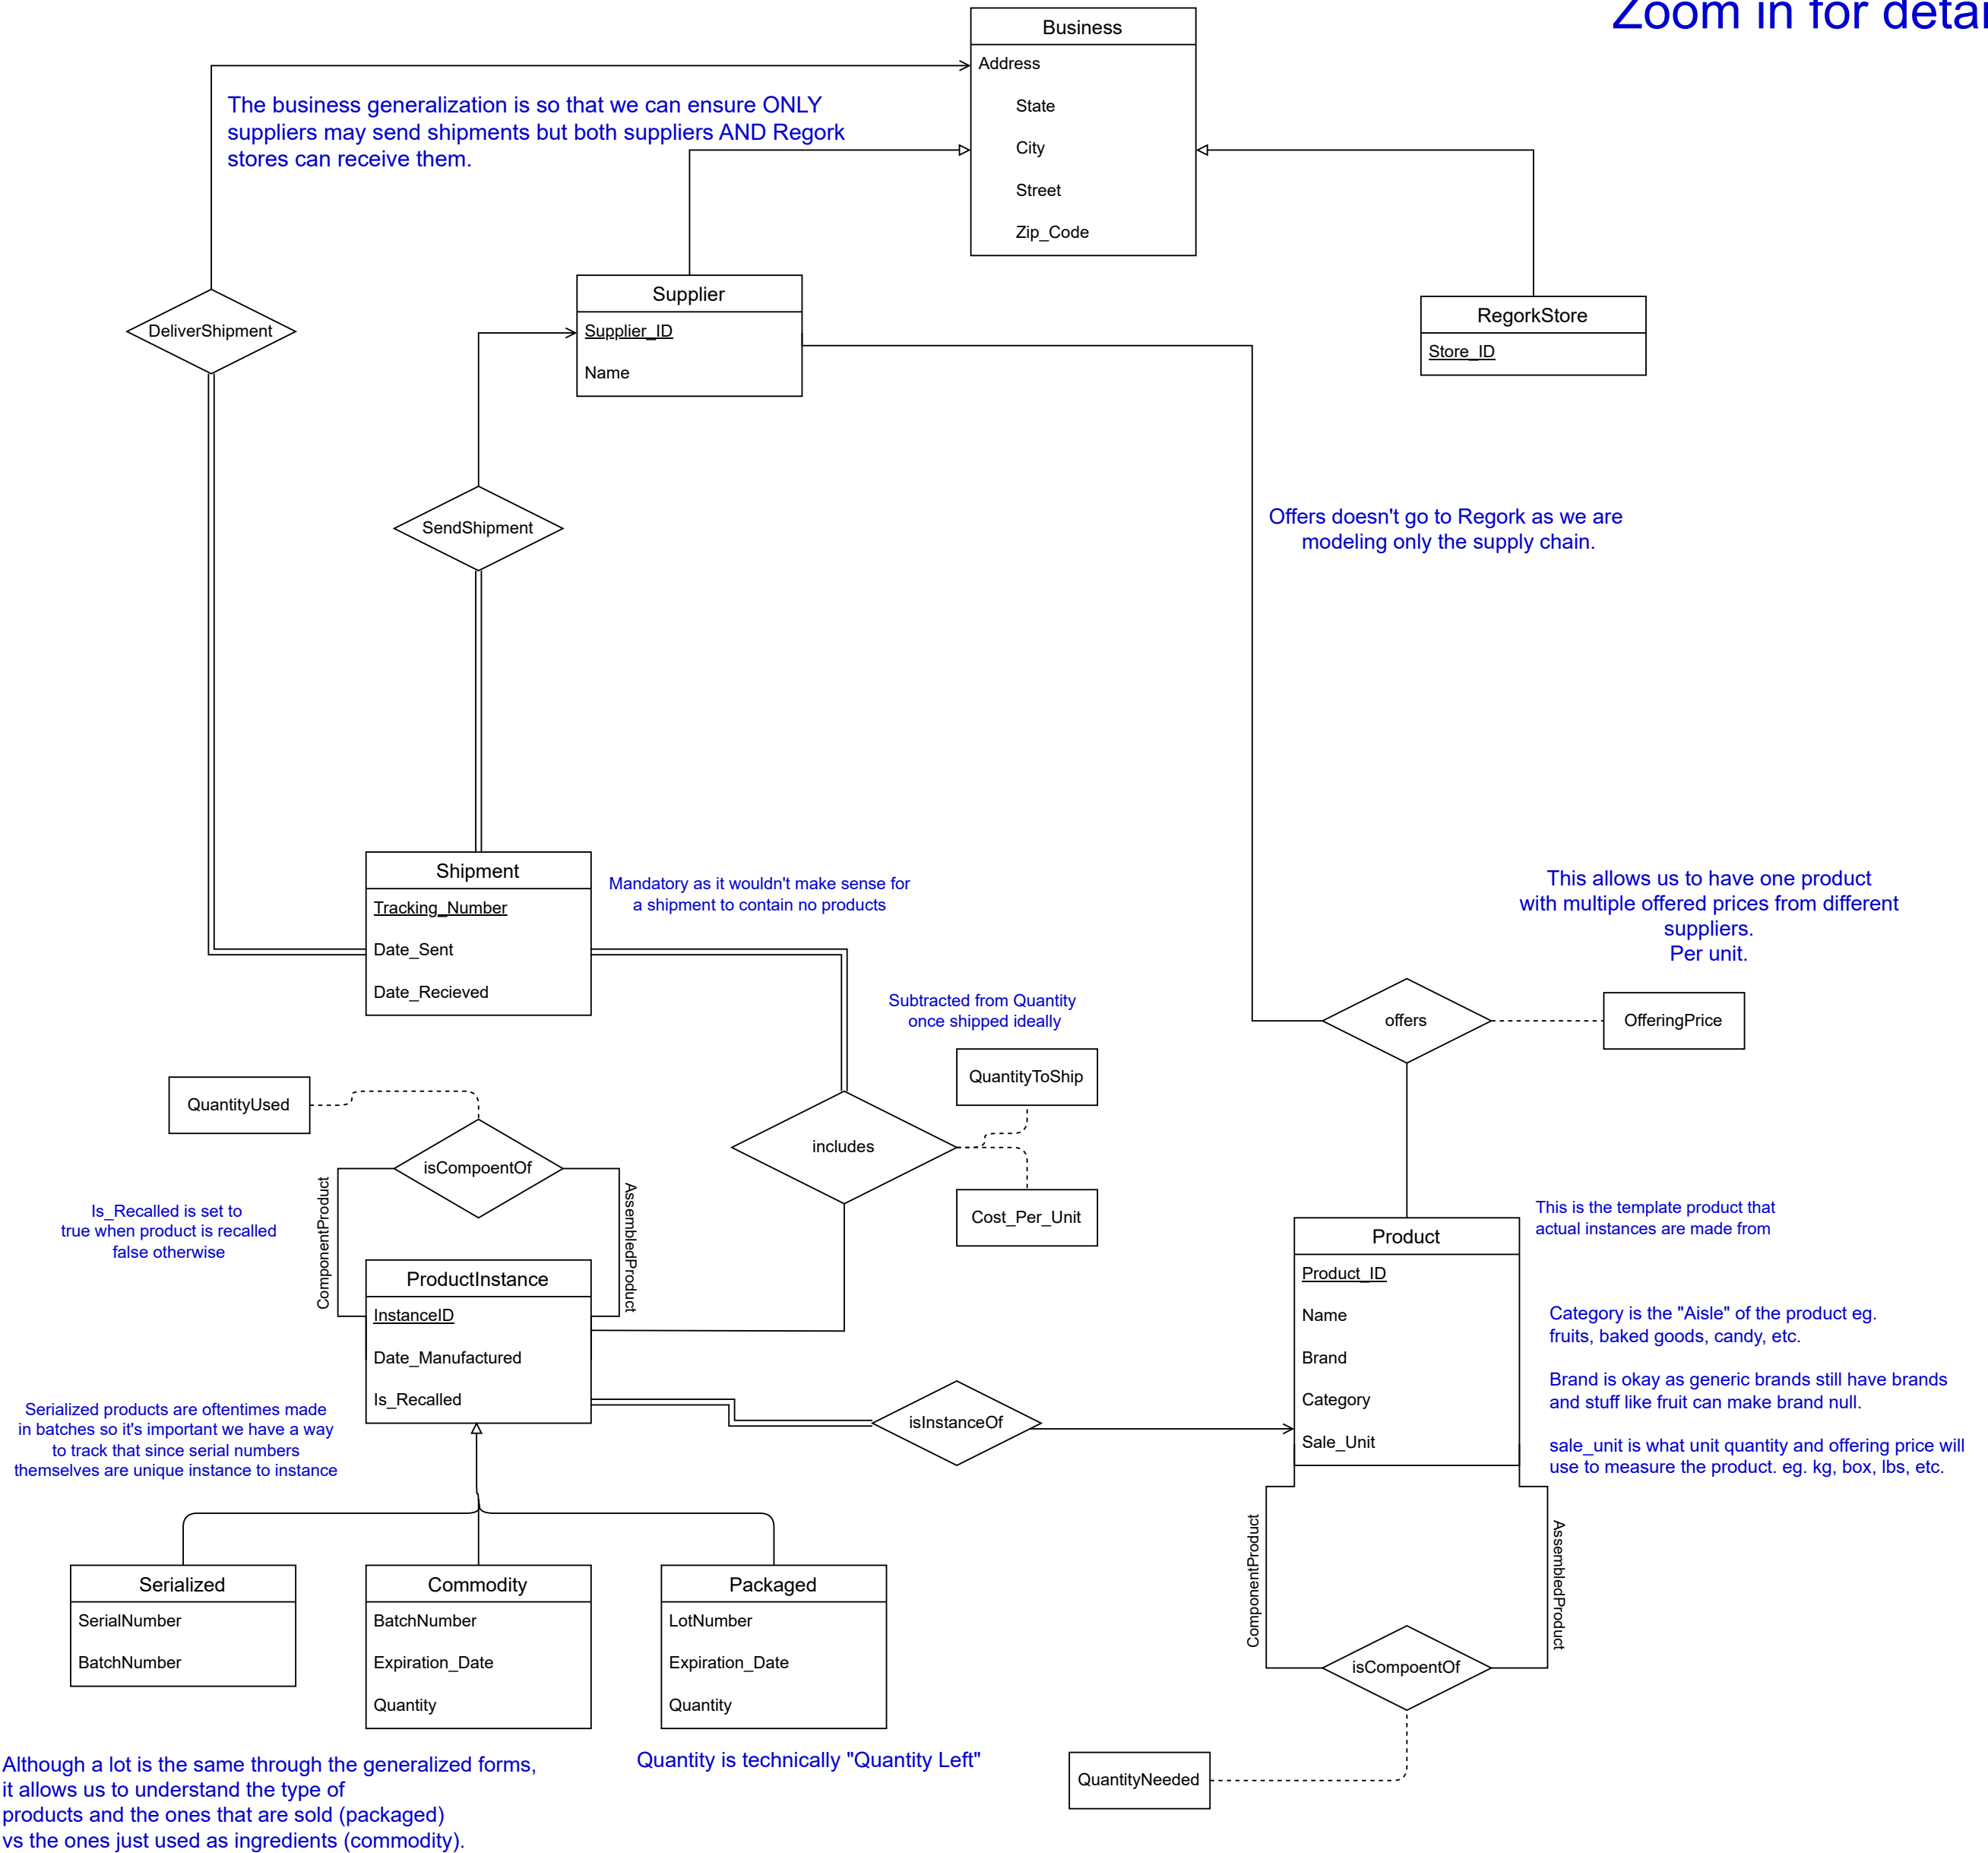 Zoom in for detai
Business
Address
State
City
Street
Zip_Code
The business generalization is so that we can ensure ONLY
suppliers may send shipments but both suppliers AND Regork
stores can receive them.
Supplier
Supplier_ID
Name
RegorkStore
Store_ID
DeliverShipment
SendShipment
Offers doesn't go to Regork as we are
modeling only the supply chain.
Shipment
Tracking_Number
Date_Sent
Date_Recieved
Mandatory as it wouldn't make sense for
a shipment to contain no products
This allows us to have one product
with multiple offered prices from different
suppliers.
Per unit.
Subtracted from Quantity
once shipped ideally
offers
OfferingPrice
QuantityToShip
QuantityUsed
includes
isCompoentOf
ComponentProduct
AssembledProduct
Cost_Per_Unit
Is_Recalled is set to
true when product is recalled
false otherwise
This is the template product that
actual instances are made from
Product
Product_ID
Name
Brand
Category
Sale_Unit
ProductInstance
InstanceID
Date_Manufactured
Is_Recalled
Category is the "Aisle" of the product eg.
fruits, baked goods, candy, etc.
Brand is okay as generic brands still have brands
and stuff like fruit can make brand null.
sale_unit is what unit quantity and offering price will
use to measure the product. eg. kg, box, lbs, etc.
isInstanceOf
Serialized products are oftentimes made
in batches so it's important we have a way
to track that since serial numbers
themselves are unique instance to instance
Serialized
SerialNumber
BatchNumber
Commodity
BatchNumber
Expiration_Date
Quantity
Packaged
LotNumber
Expiration_Date
Quantity
ComponentProduct
AssembledProduct
isCompoentOf
QuantityNeeded
Although a lot is the same through the generalized forms,
it allows us to understand the type of
products and the ones that are sold (packaged)
vs the ones just used as ingredients (commodity).
Quantity is technically "Quantity Left"